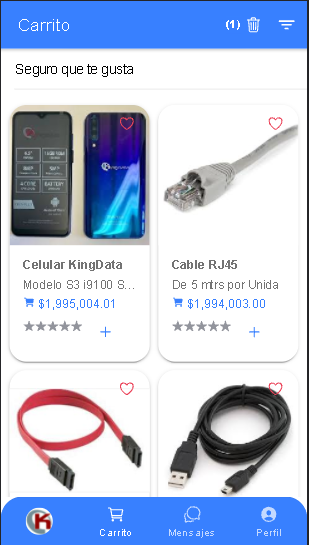 Carrito
(1)
Seguro que te gusta
Celular KingData
Modelo S3 i9100 S...
$1,995,004.01
+
Cable RJ45
De 5 mtrs por Unida
$1,994,003.00
+
K
Carrito
Mensajes
Perfil